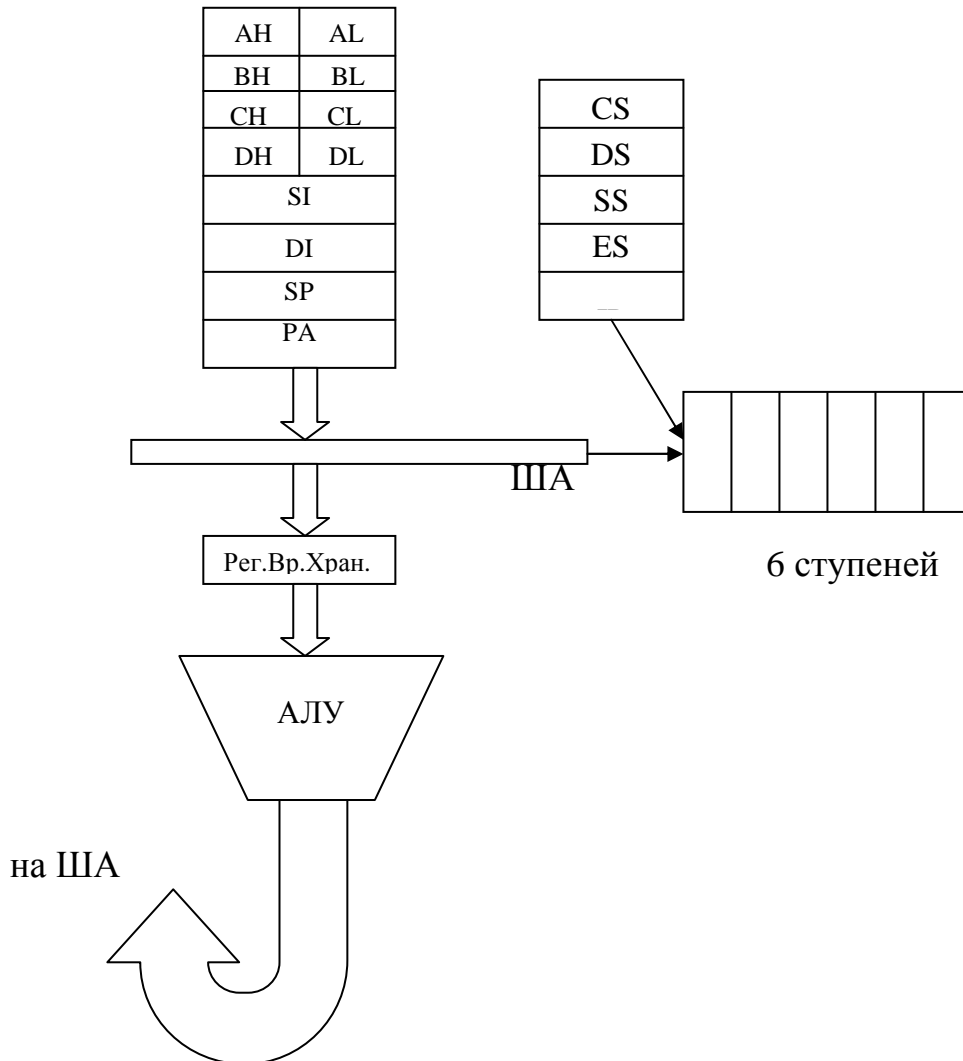 AH AL
BH BL
CH CL
DH DL
SI
DI
SP
PA
CS
DS
SS
ES
ША
6 ступеней
Рег.Вр.Хран.
АЛУ
на ША